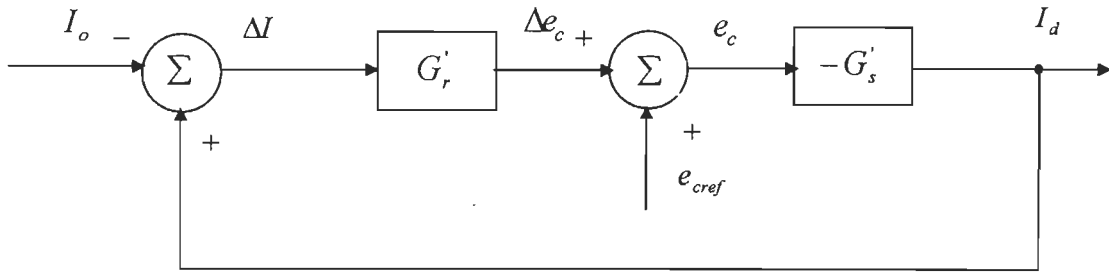 I_o − Σ ΔI G'_r Δe_c + Σ e_c −G'_s I_d
+ +
e_cref